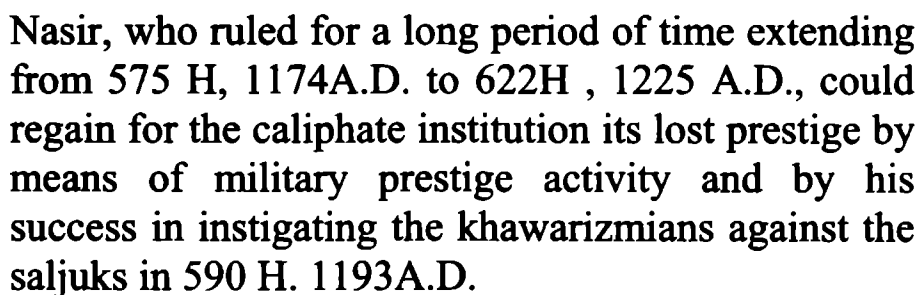 Nasir, who ruled for a long period of time extending
from 575 H, 1174A.D. to 622H , 1225 A.D., could
regain for the caliphate institution its lost prestige by
means of military prestige activity and by his
success in instigating the khawarizmians against the
saljuks in 590 H. 1193A.D.